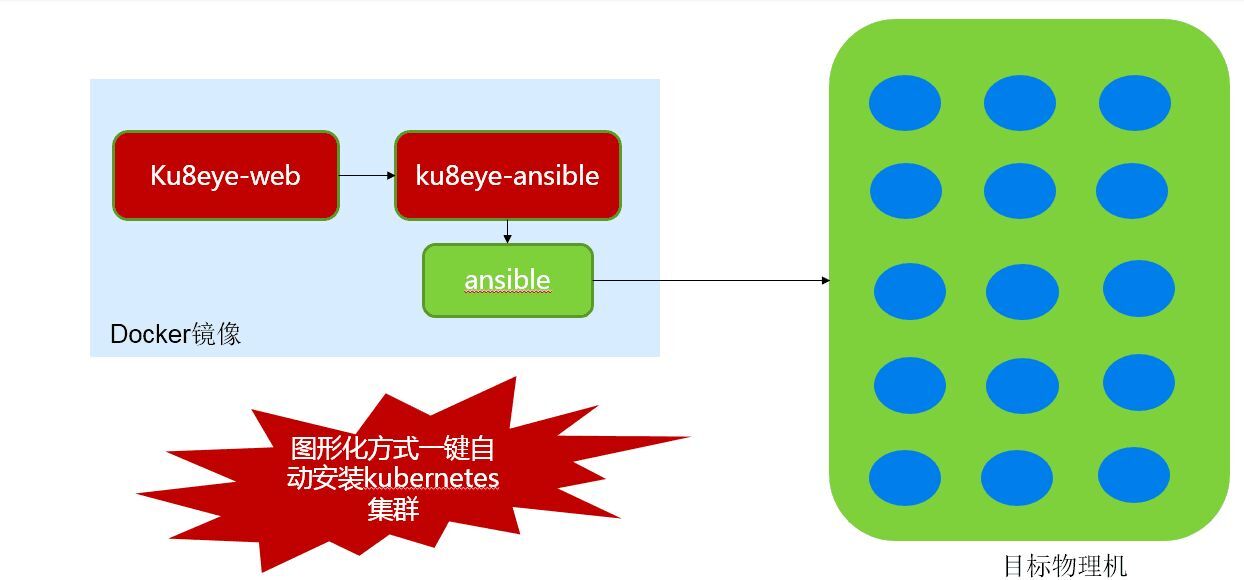 Ku8eye-web
ku8eye-ansible
ansible
Docker镜像
图形化方式一键自
动安装kubernetes
集群
目标物理机